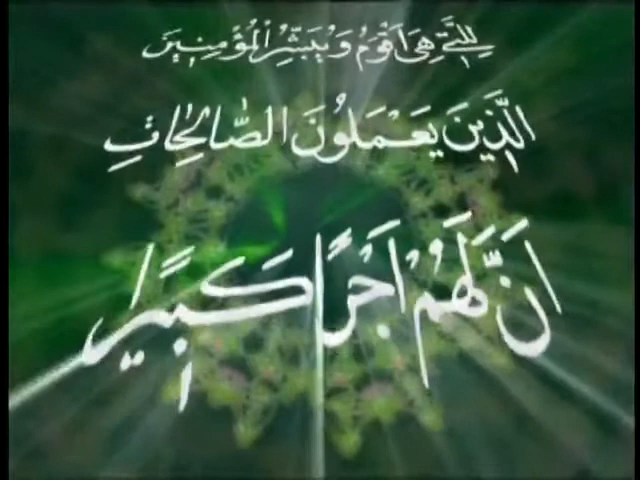 لِلَّتِي هِيَ أَقْوَمُ وَيُبَشِّرُ الْمُؤْمِنِينَ
الَّذِينَ يَعْمَلُونَ الصَّالِحَاتِ
أَنَّ لَهُمْ أَجْرًا كَبِيرًا